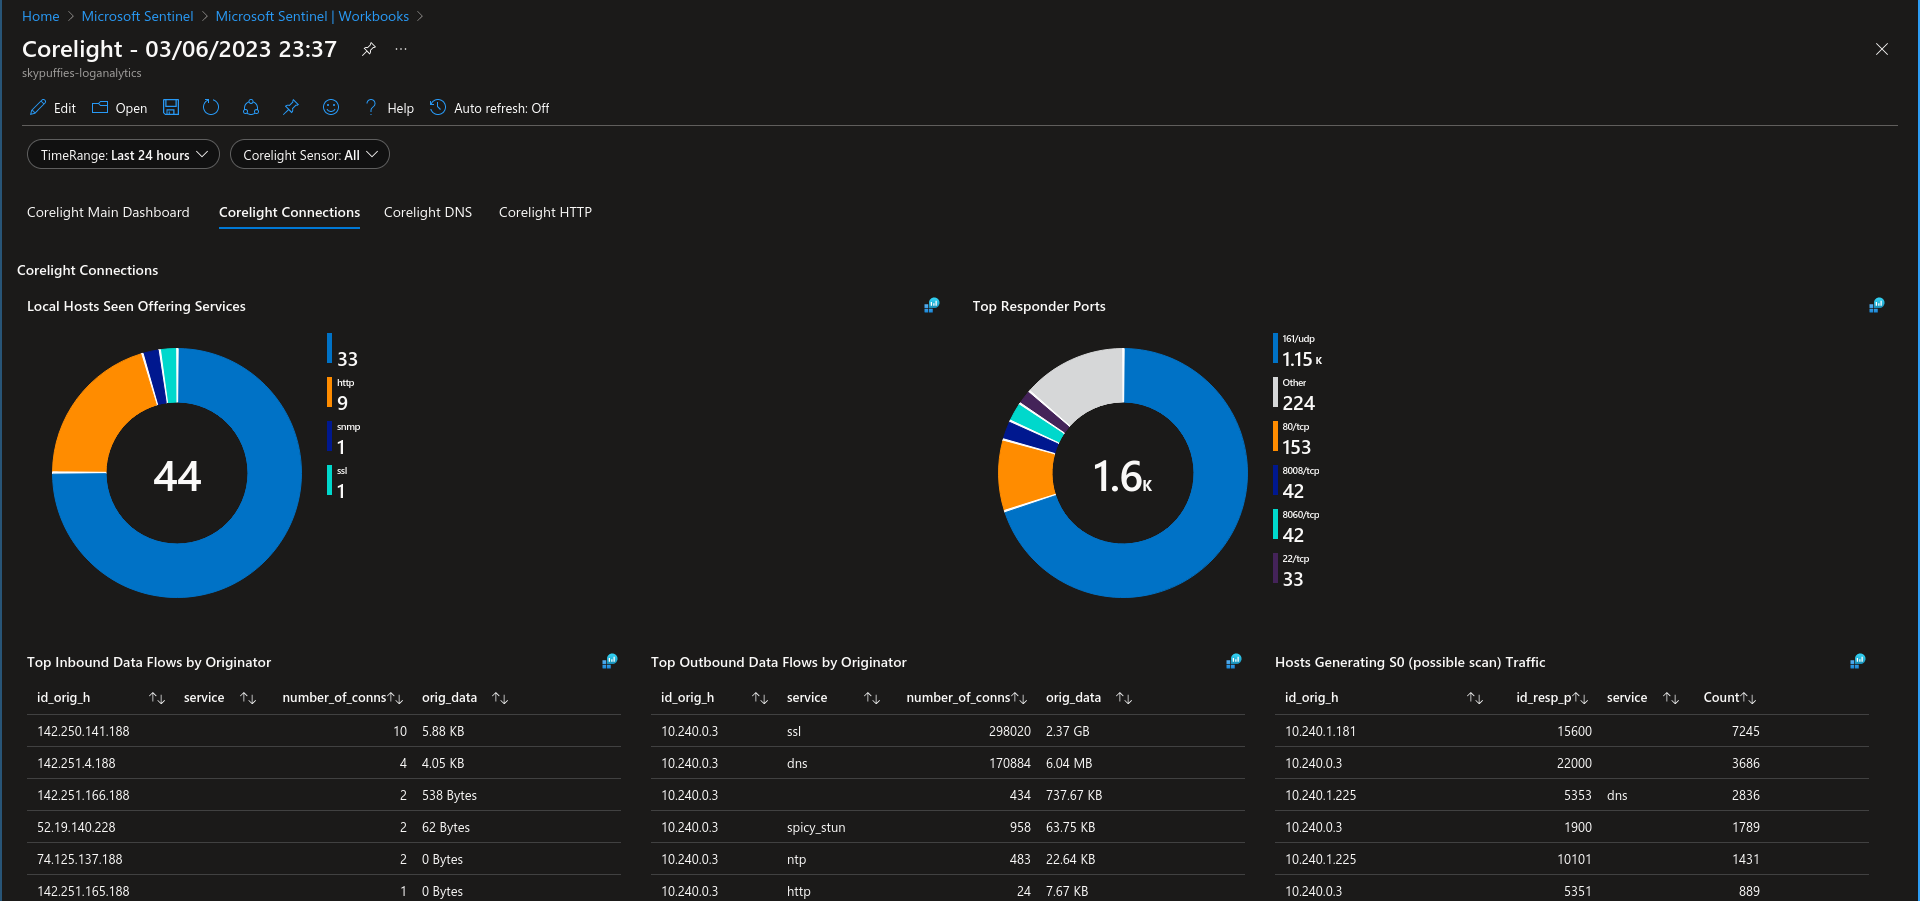 Home > Microsoft Sentinel > Microsoft Sentinel | Workbooks >
Corelight - 03/06/2023 23:37 ...
skypuffies-loganalytics
Edit Open ? Help Auto refresh: Off
TimeRange: Last 24 hours Corelight Sensor: All
Corelight Main Dashboard Corelight Connections Corelight DNS Corelight HTTP
Corelight Connections
Local Hosts Seen Offering Services
33
http
9
snmp
1
ssl
1
44
Top Responder Ports
161/udp
1.15 K
Other
224
80/tcp
153
8008/tcp
42
8060/tcp
42
22/tcp
33
1.6K
Top Inbound Data Flows by Originator
id_orig_h ↑↓ service ↑↓ number_of_conns↑↓ orig_data ↑↓
142.250.141.188 10 5.88 KB
142.251.4.188 4 4.05 KB
142.251.166.188 2 538 Bytes
52.19.140.228 2 62 Bytes
74.125.137.188 2 0 Bytes
142.251.165.188 1 0 Bytes
Top Outbound Data Flows by Originator
id_orig_h ↑↓ service ↑↓ number_of_conns↑↓ orig_data ↑↓
10.240.0.3 ssl 298020 2.37 GB
10.240.0.3 dns 170884 6.04 MB
10.240.0.3 434 737.67 KB
10.240.0.3 spicy_stun 958 63.75 KB
10.240.0.3 ntp 483 22.64 KB
10.240.0.3 http 24 7.67 KB
Hosts Generating S0 (possible scan) Traffic
id_orig_h ↑↓ id_resp_p↑↓ service ↑↓ Count↑↓
10.240.1.181 15600 7245
10.240.0.3 22000 3686
10.240.1.225 5353 dns 2836
10.240.0.3 1900 1789
10.240.1.225 10101 1431
10.240.0.3 5351 889